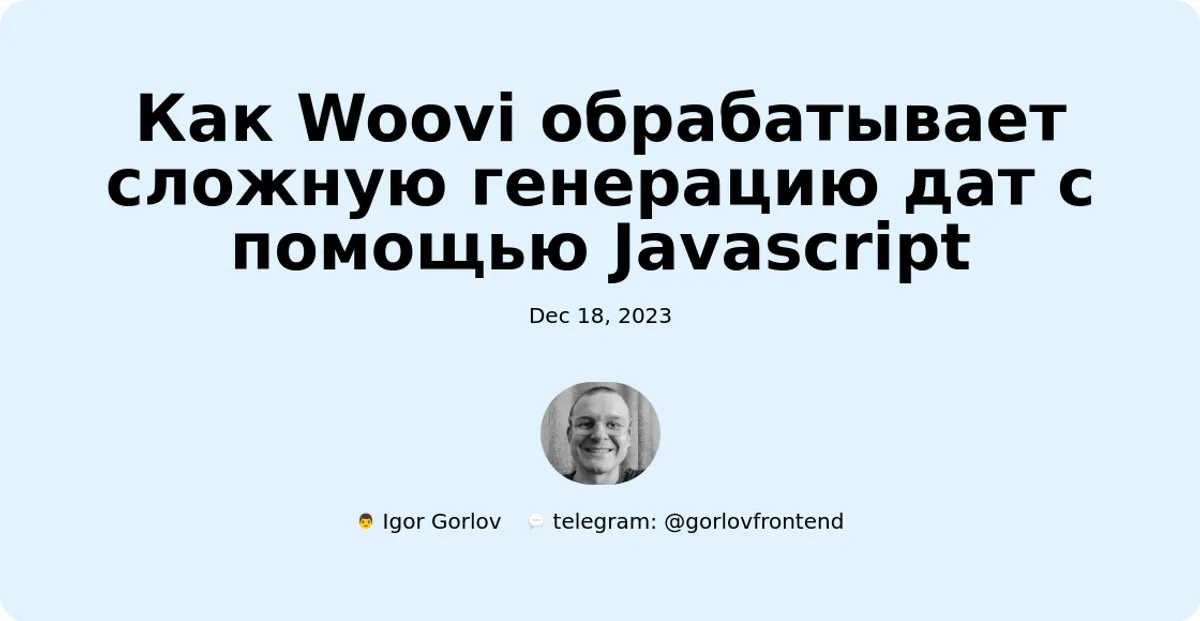 Как Woovi обрабатывает
сложную генерацию дат с
помощью Javascript
Dec 18, 2023
Igor Gorlov telegram: @gorlovfrontend